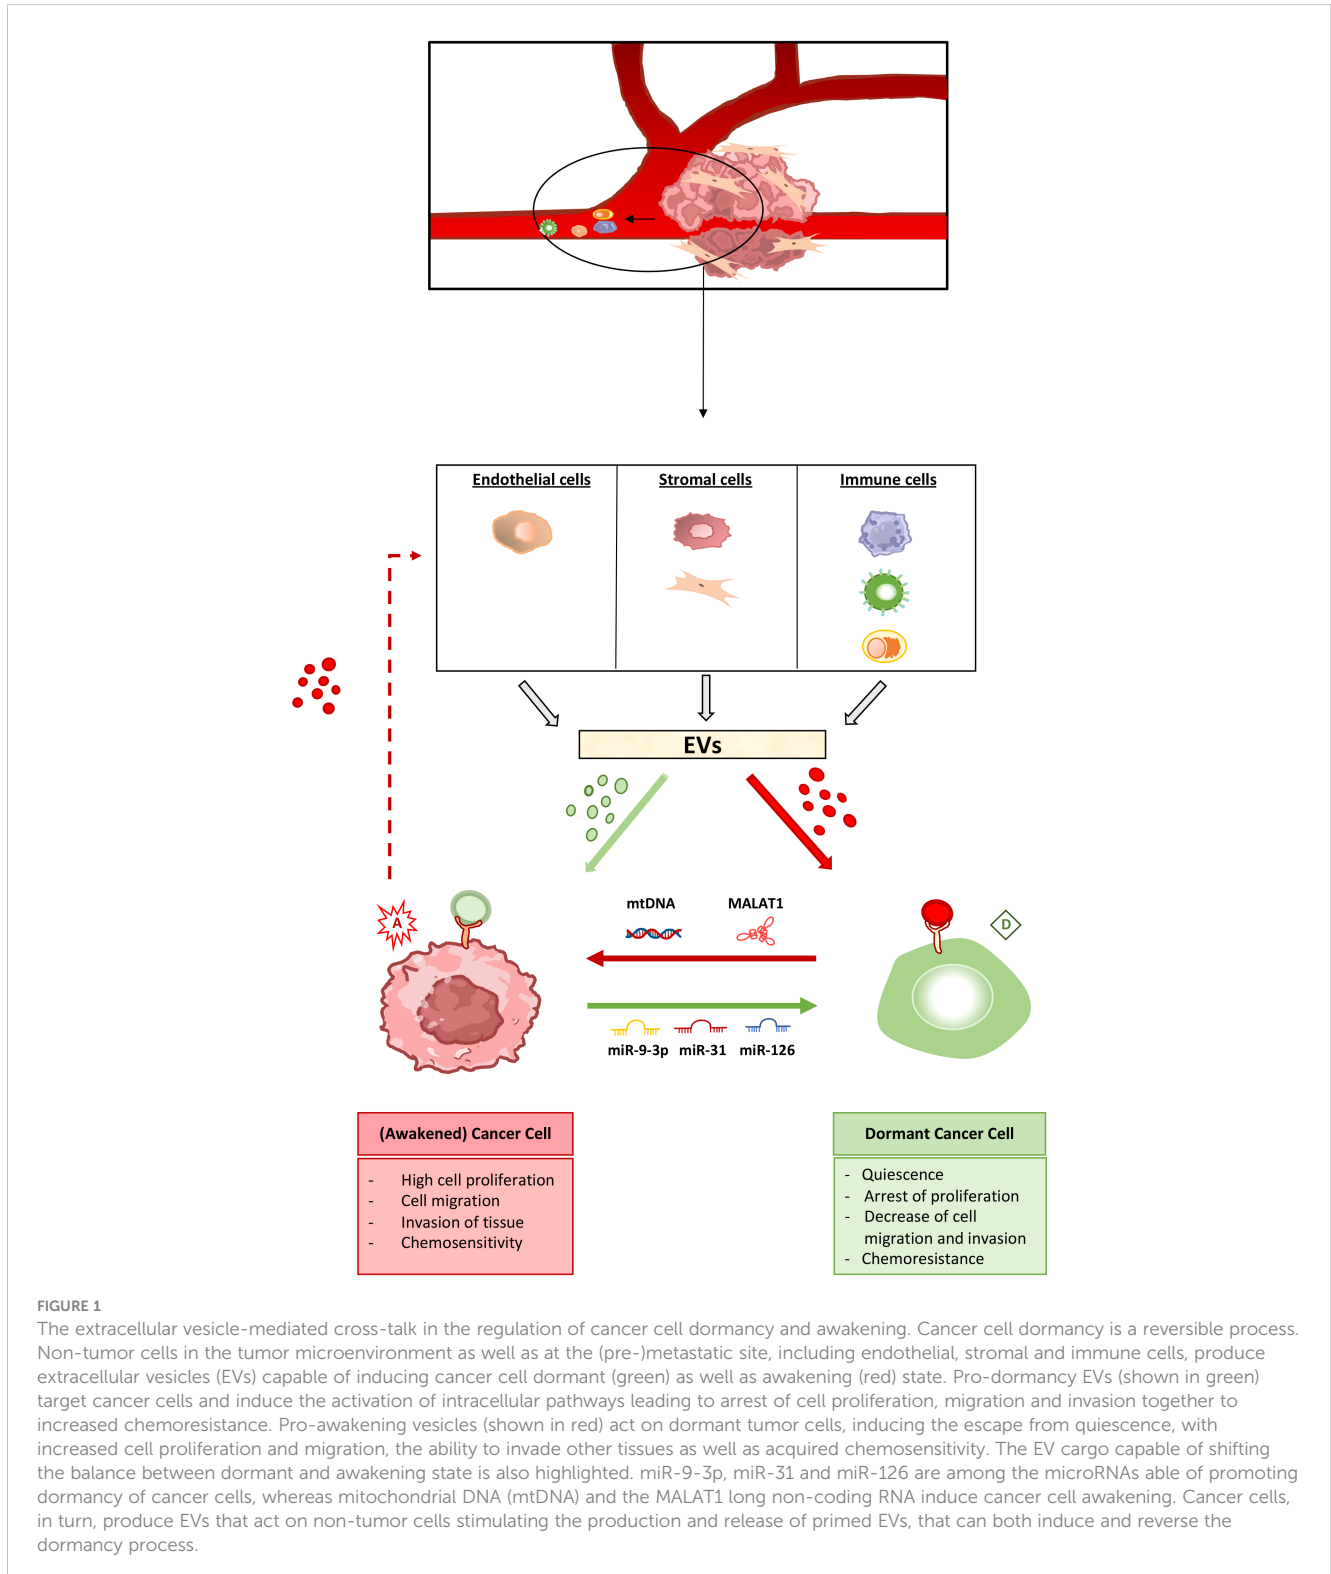 Endothelial cells
Stromal cells
Immune cells
EVs
mtDNA
MALAT1
A
D
miR-9-3p
miR-31
miR-126
(Awakened) Cancer Cell
- High cell proliferation
- Cell migration
- Invasion of tissue
- Chemosensitivity
Dormant Cancer Cell
- Quiescence
- Arrest of proliferation
- Decrease of cell
migration and invasion
- Chemoresistance
FIGURE 1
The extracellular vesicle-mediated cross-talk in the regulation of cancer cell dormancy and awakening. Cancer cell dormancy is a reversible process.
Non-tumor cells in the tumor microenvironment as well as at the (pre-)metastatic site, including endothelial, stromal and immune cells, produce
extracellular vesicles (EVs) capable of inducing cancer cell dormant (green) as well as awakening (red) state. Pro-dormancy EVs (shown in green)
target cancer cells and induce the activation of intracellular pathways leading to arrest of cell proliferation, migration and invasion together to
increased chemoresistance. Pro-awakening vesicles (shown in red) act on dormant tumor cells, inducing the escape from quiescence, with
increased cell proliferation and migration, the ability to invade other tissues as well as acquired chemosensitivity. The EV cargo capable of shifting
the balance between dormant and awakening state is also highlighted. miR-9-3p, miR-31 and miR-126 are among the microRNAs able of promoting
dormancy of cancer cells, whereas mitochondrial DNA (mtDNA) and the MALAT1 long non-coding RNA induce cancer cell awakening. Cancer cells,
in turn, produce EVs that act on non-tumor cells stimulating the production and release of primed EVs, that can both induce and reverse the
dormancy process.